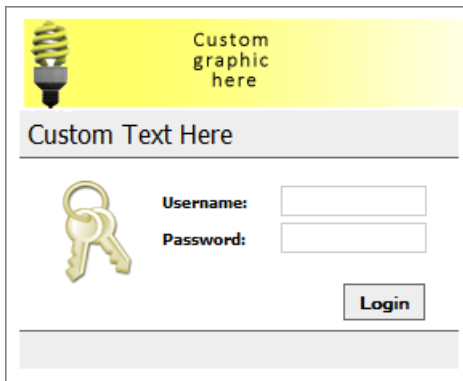 Custom
graphic
here
Custom Text Here
Username:
Password:
Login